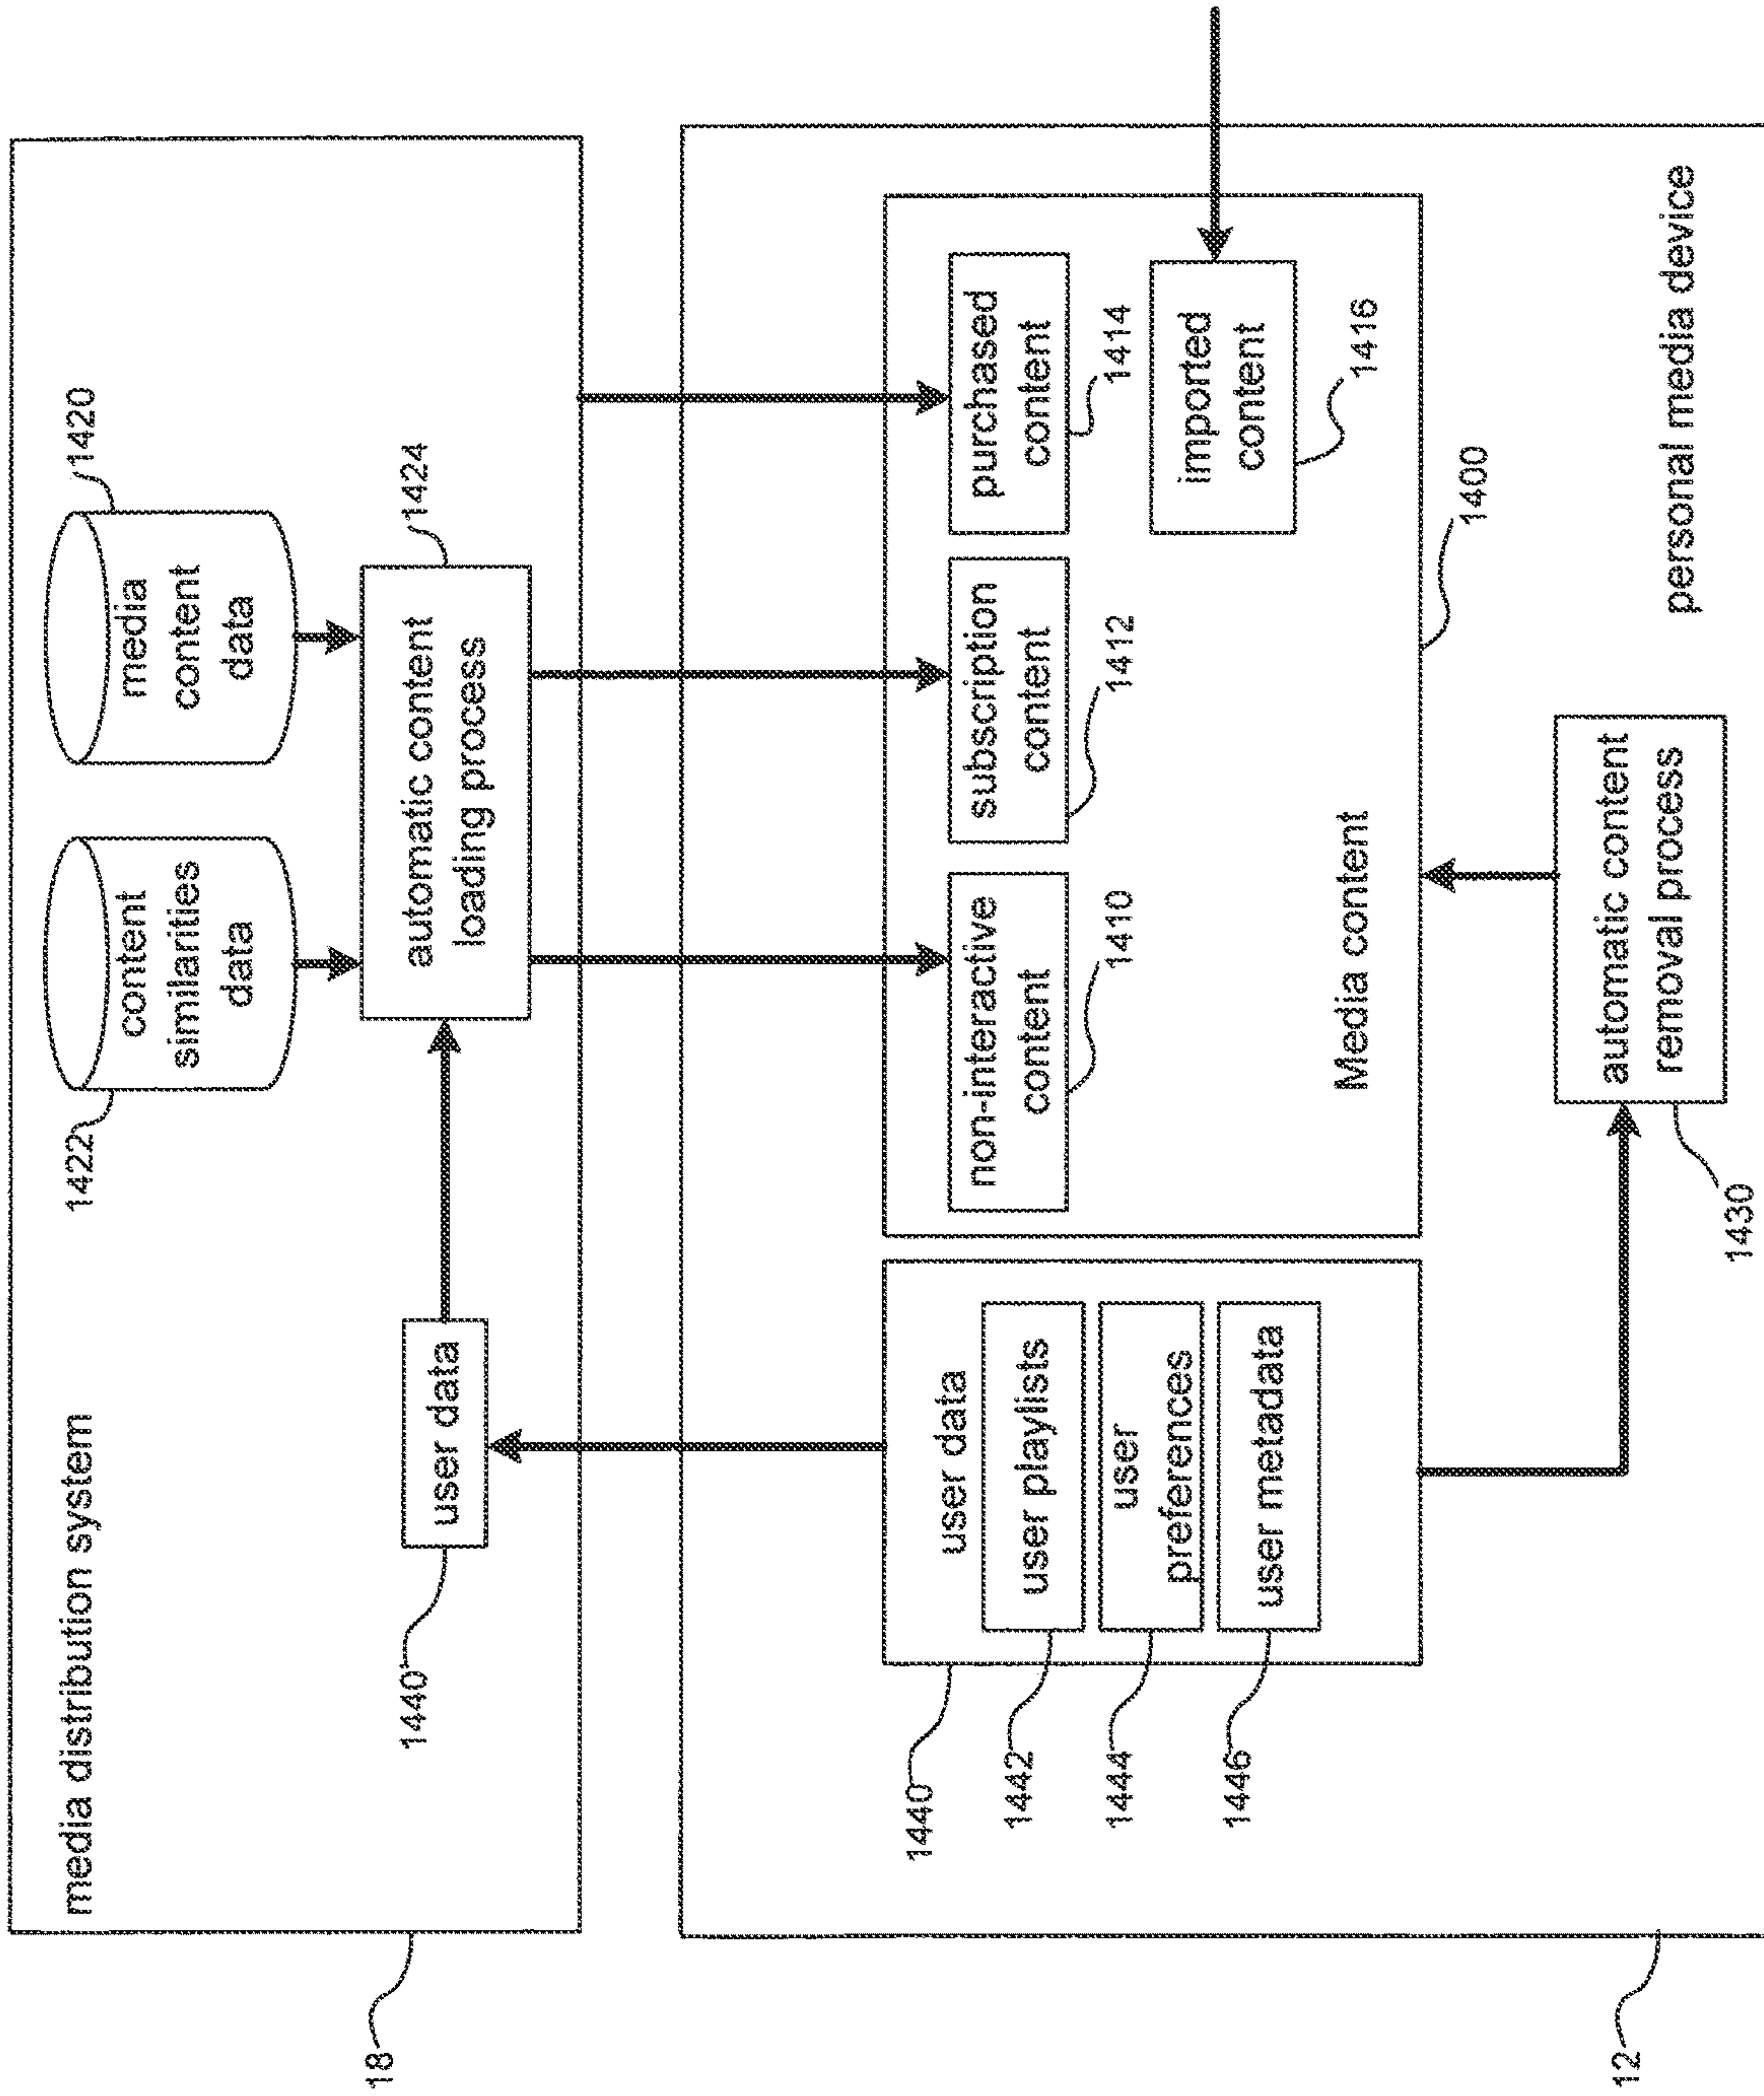 media distribution system
18
1422
content
similarities
data
media
content
data
1420
automatic content
loading process
1424
user data
1440'
user data
1440
user playlists
1442
user
preferences
1444
user metadata
1446
non-interactive
content
1410
subscription
content
1412
purchased
content
1414
imported
content
1416
Media content
1400
automatic content
removal process
1430
personal media device
12